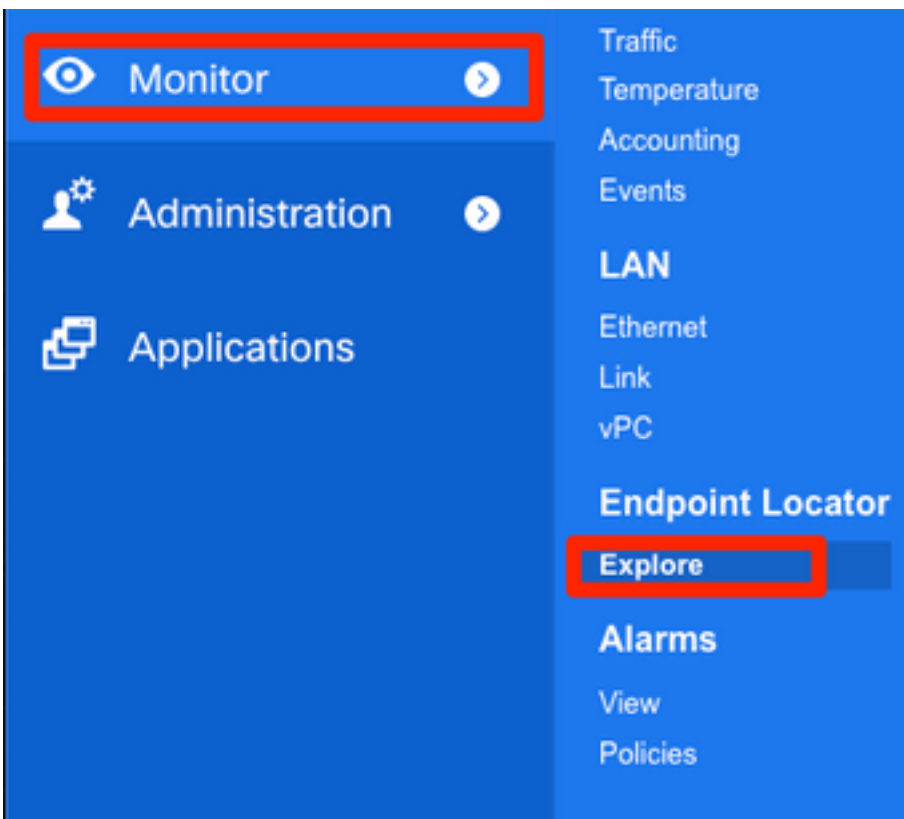 Monitor
Administration
Applications
Traffic
Temperature
Accounting
Events
LAN
Ethernet
Link
vPC
Endpoint Locator
Explore
Alarms
View
Policies